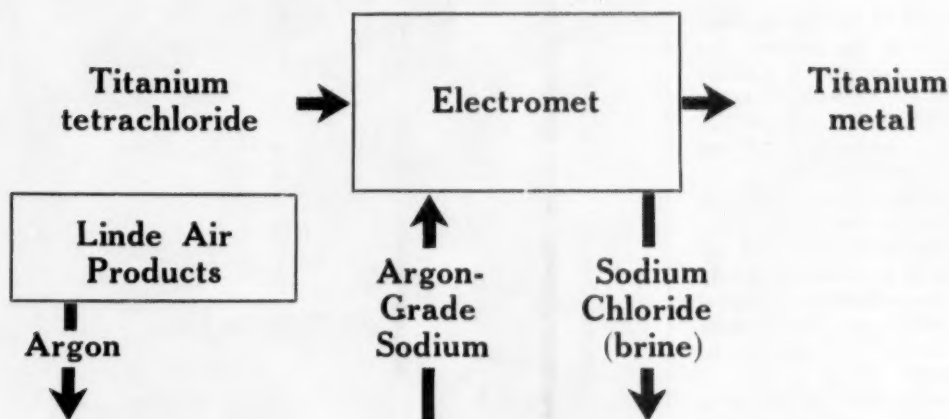 Titanium
tetrachloride
Electromet
Titanium
metal
Linde Air
Products
Argon-
Grade
Sodium
Sodium
Chloride
(brine)
Argon